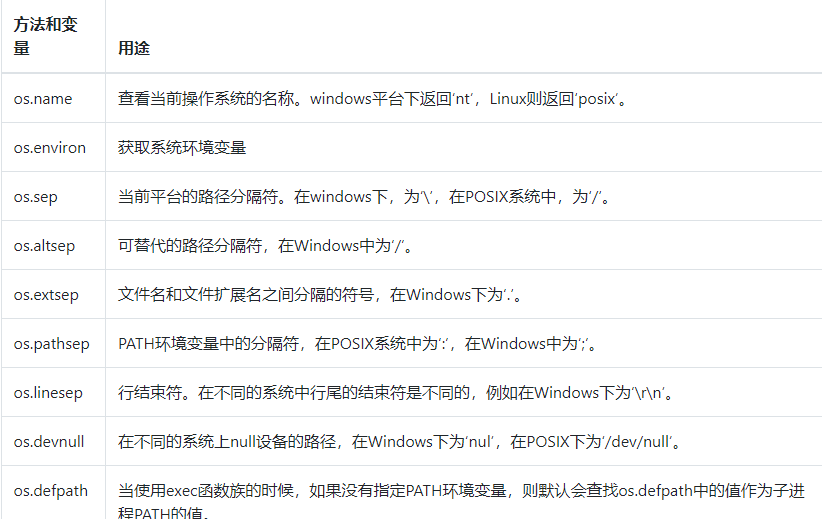 方法和变
量
用途
os.name
查看当前操作系统的名称。windows平台下返回‘nt’，Linux则返回‘posix’。
os.environ
获取系统环境变量
os.sep
当前平台的路径分隔符。在windows下，为‘\’，在POSIX系统中，为‘/’。
os.altsep
可替代的路径分隔符，在Windows中为‘/’。
os.extsep
文件名和文件扩展名之间分隔的符号，在Windows下为‘.’。
os.pathsep
PATH环境变量中的分隔符，在POSIX系统中为‘:’，在Windows中为‘;’。
os.linesep
行结束符。在不同的系统中行尾的结束符是不同的，例如在Windows下为‘\r\n’。
os.devnull
在不同的系统上null设备的路径，在Windows下为‘nul’，在POSIX下为‘/dev/null’。
os.defpath
当使用exec函数族的时候，如果没有指定PATH环境变量，则默认会查找os.defpath中的值作为子进
程PATH的值。